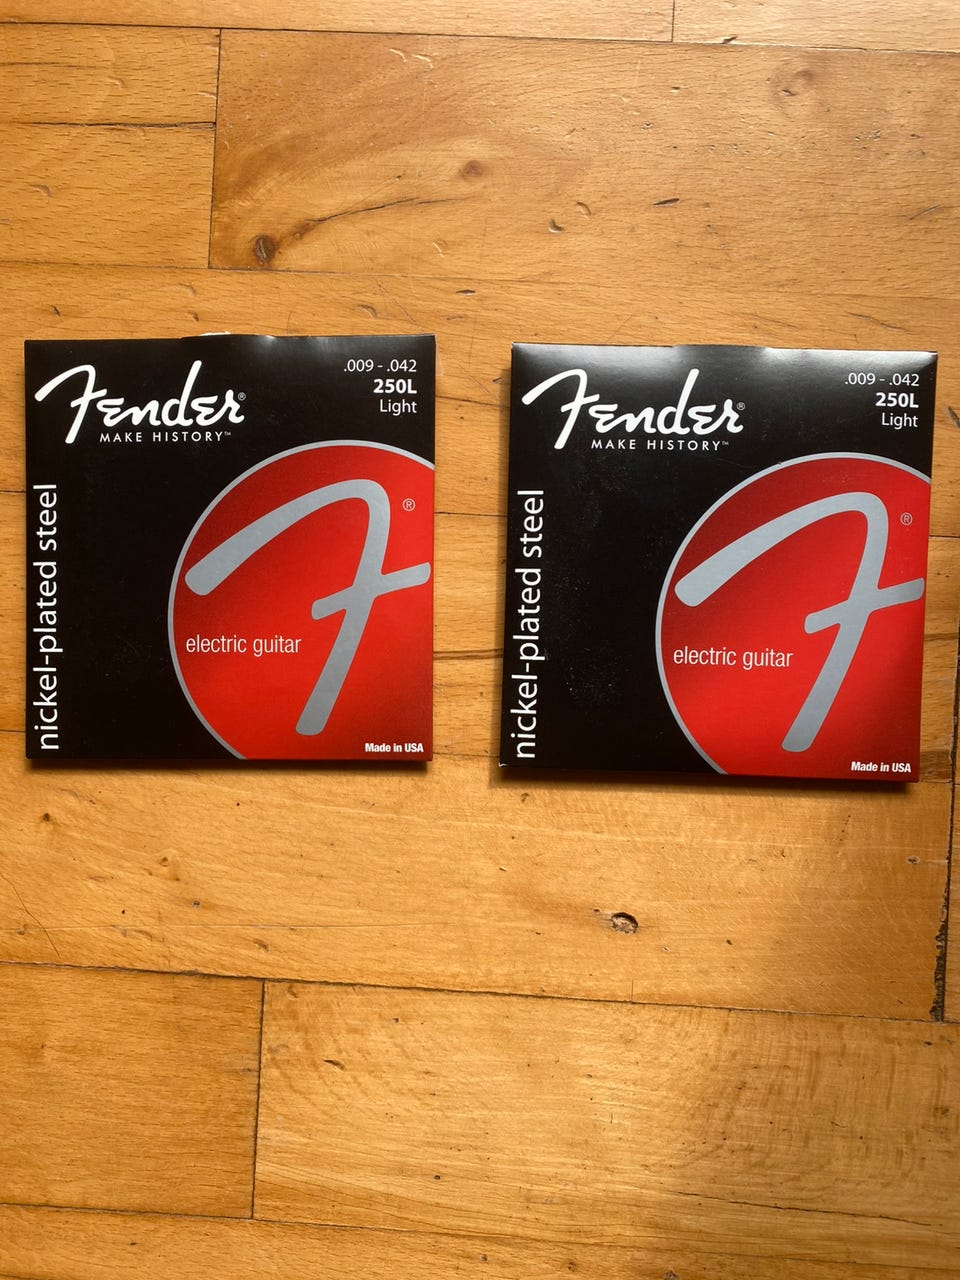 Fender®
MAKE HISTORY™
.009 - .042
250L
Light
nickel-plated steel
F ®
electric guitar
Made in USA
Fender®
MAKE HISTORY™
.009 - .042
250L
Light
nickel-plated steel
F ®
electric guitar
Made in USA